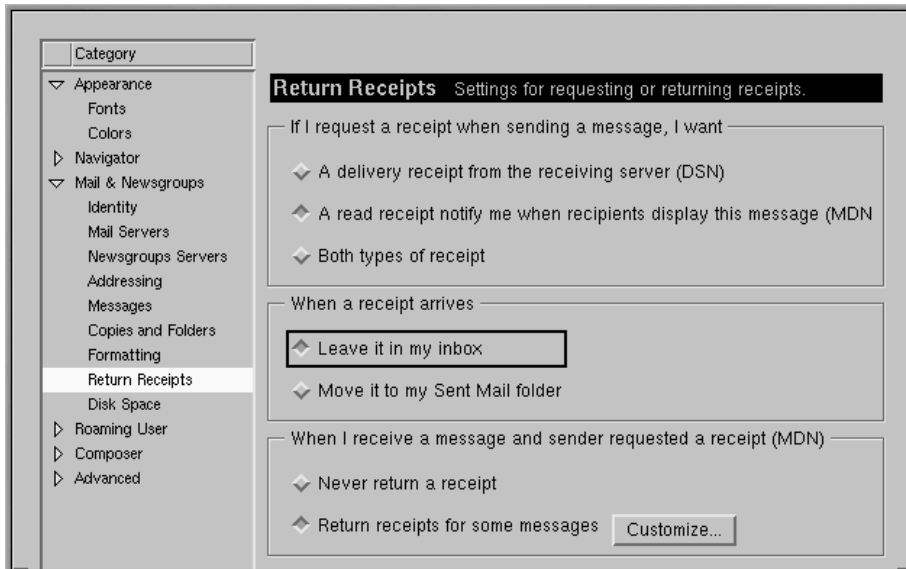 Category
Appearance
Fonts
Colors
Navigator
Mail & Newsgroups
Identity
Mail Servers
Newsgroups Servers
Addressing
Messages
Copies and Folders
Formatting
Return Receipts
Disk Space
Roaming User
Composer
Advanced
Return Receipts Settings for requesting or returning receipts.
If I request a receipt when sending a message, I want
A delivery receipt from the receiving server (DSN)
A read receipt notify me when recipients display this message (MDN
Both types of receipt
When a receipt arrives
Leave it in my inbox
Move it to my Sent Mail folder
When I receive a message and sender requested a receipt (MDN)
Never return a receipt
Return receipts for some messages Customize...